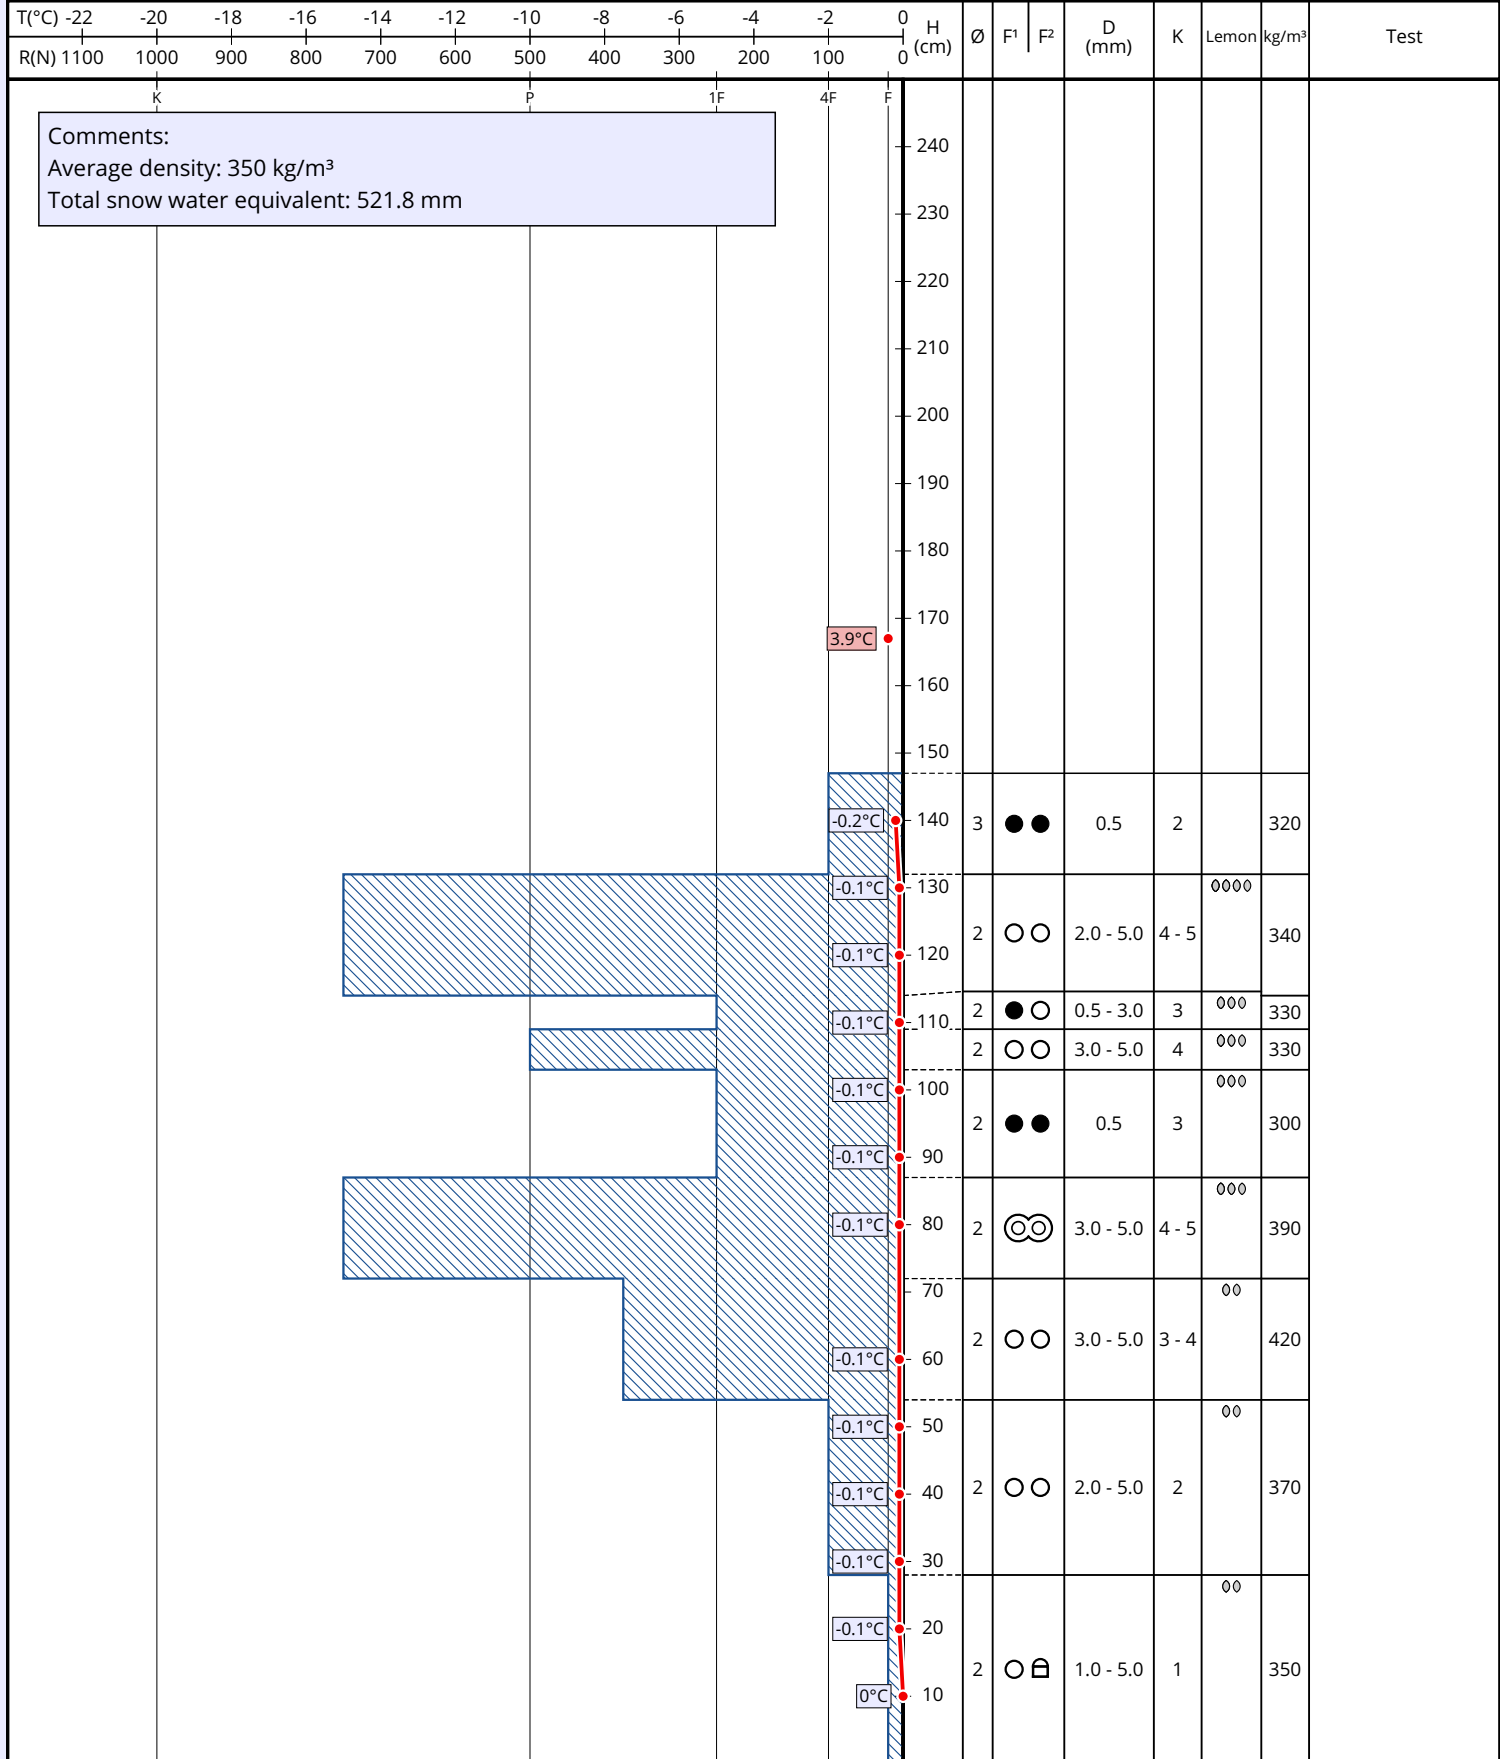 T(°C) -22 -20 -18 -16 -14 -12 -10 -8 -6 -4 -2 0
R(N) 1100 1000 900 800 700 600 500 400 300 200 100 0
H (cm) Ø F¹ F² D (mm) K Lemon kg/m³ Test
K P 1F 4F F
Comments:
Average density: 350 kg/m³
Total snow water equivalent: 521.8 mm
240
230
220
210
200
190
180
170
3.9°C
160
150
-0.2°C 140 3 0.5 2 320
-0.1°C 130
2 2.0 - 5.0 4 - 5 340
-0.1°C 120
2 0.5 - 3.0 3 330
-0.1°C 110
2 3.0 - 5.0 4 330
-0.1°C 100
2 0.5 3 300
-0.1°C 90
-0.1°C 80 2 3.0 - 5.0 4 - 5 390
70
2 3.0 - 5.0 3 - 4 420
-0.1°C 60
-0.1°C 50
2 2.0 - 5.0 2 370
-0.1°C 40
-0.1°C 30
-0.1°C 20
2 1.0 - 5.0 1 350
0°C 10